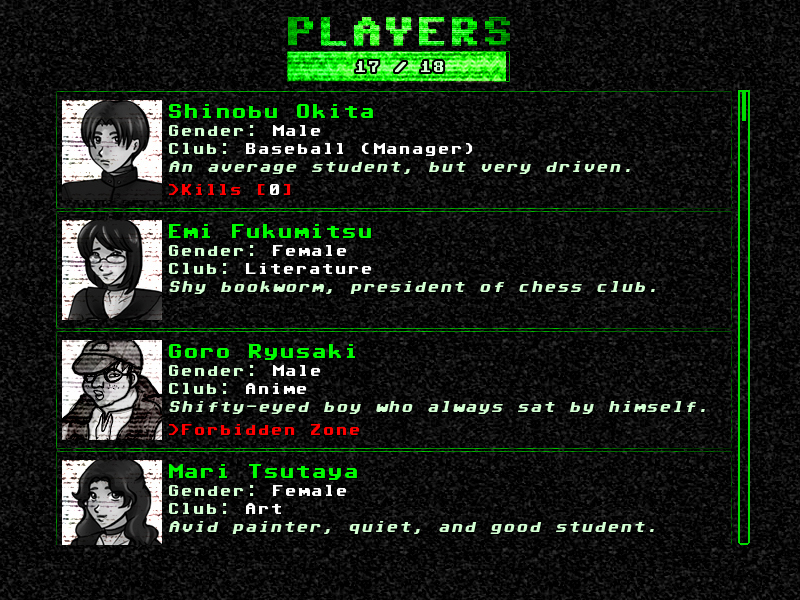 PLAYERS
17 / 18
Shinobu Okita
Gender: Male
Club: Baseball (Manager)
An average student, but very driven.
>Kills [0]
Emi Fukumitsu
Gender: Female
Club: Literature
Shy bookworm, president of chess club.
Goro Ryusaki
Gender: Male
Club: Anime
Shifty-eyed boy who always sat by himself.
>Forbidden Zone
Mari Tsutaya
Gender: Female
Club: Art
Avid painter, quiet, and good student.